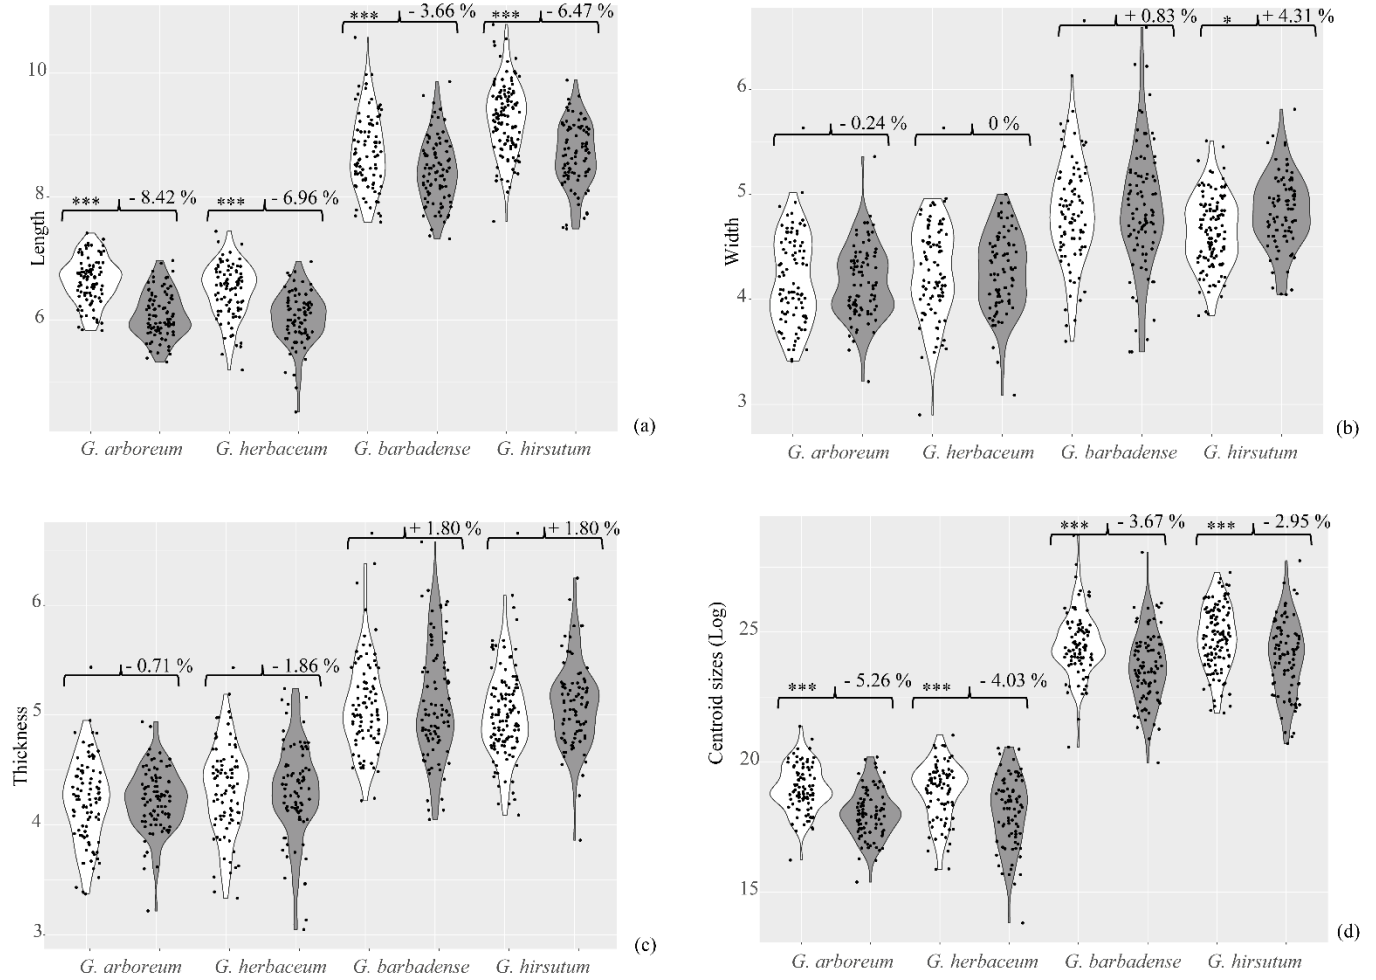 *** - 3.66 % *** - 6.47 %
10
*** - 8.42 % *** - 6.96 %
8
6
Length
G. arboreum G. herbaceum G. barbadense G. hirsutum
(a)
. + 0.83 % * + 4.31 %
6
. - 0.24 % . 0 %
5
4
3
Width
G. arboreum G. herbaceum G. barbadense G. hirsutum
(b)
. + 1.80 % . + 1.80 %
6
. - 0.71 % . - 1.86 %
5
4
3
Thickness
G. arboreum G. herbaceum G. barbadense G. hirsutum
(c)
*** - 3.67 % *** - 2.95 %
25
*** - 5.26 % *** - 4.03 %
20
15
Centroid sizes (Log)
G. arboreum G. herbaceum G. barbadense G. hirsutum
(d)